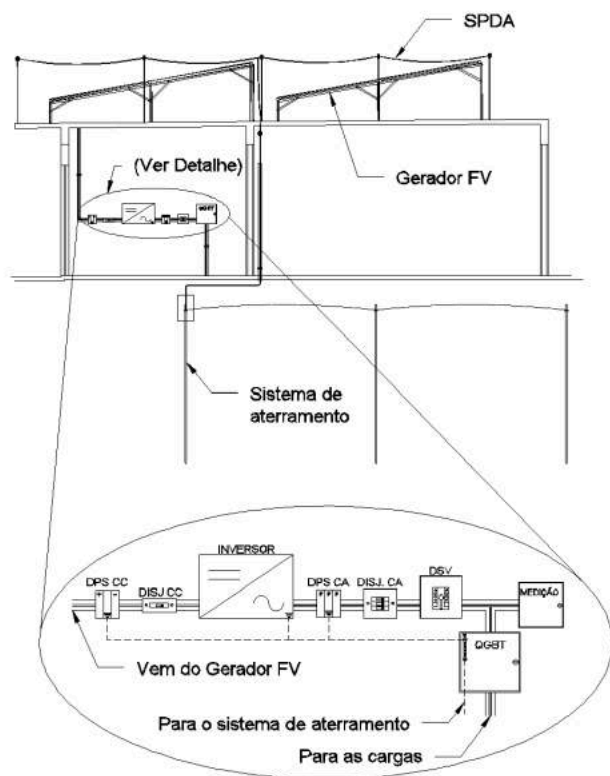 SPDA
(Ver Detalhe)
Gerador FV
QGBT
Sistema de
aterramento
INVERSOR
DPS CC
DISJ CC
DPS CA
DISJ. CA
DSV
MEDIÇÃO
QGBT
Vem do Gerador FV
Para o sistema de aterramento
Para as cargas